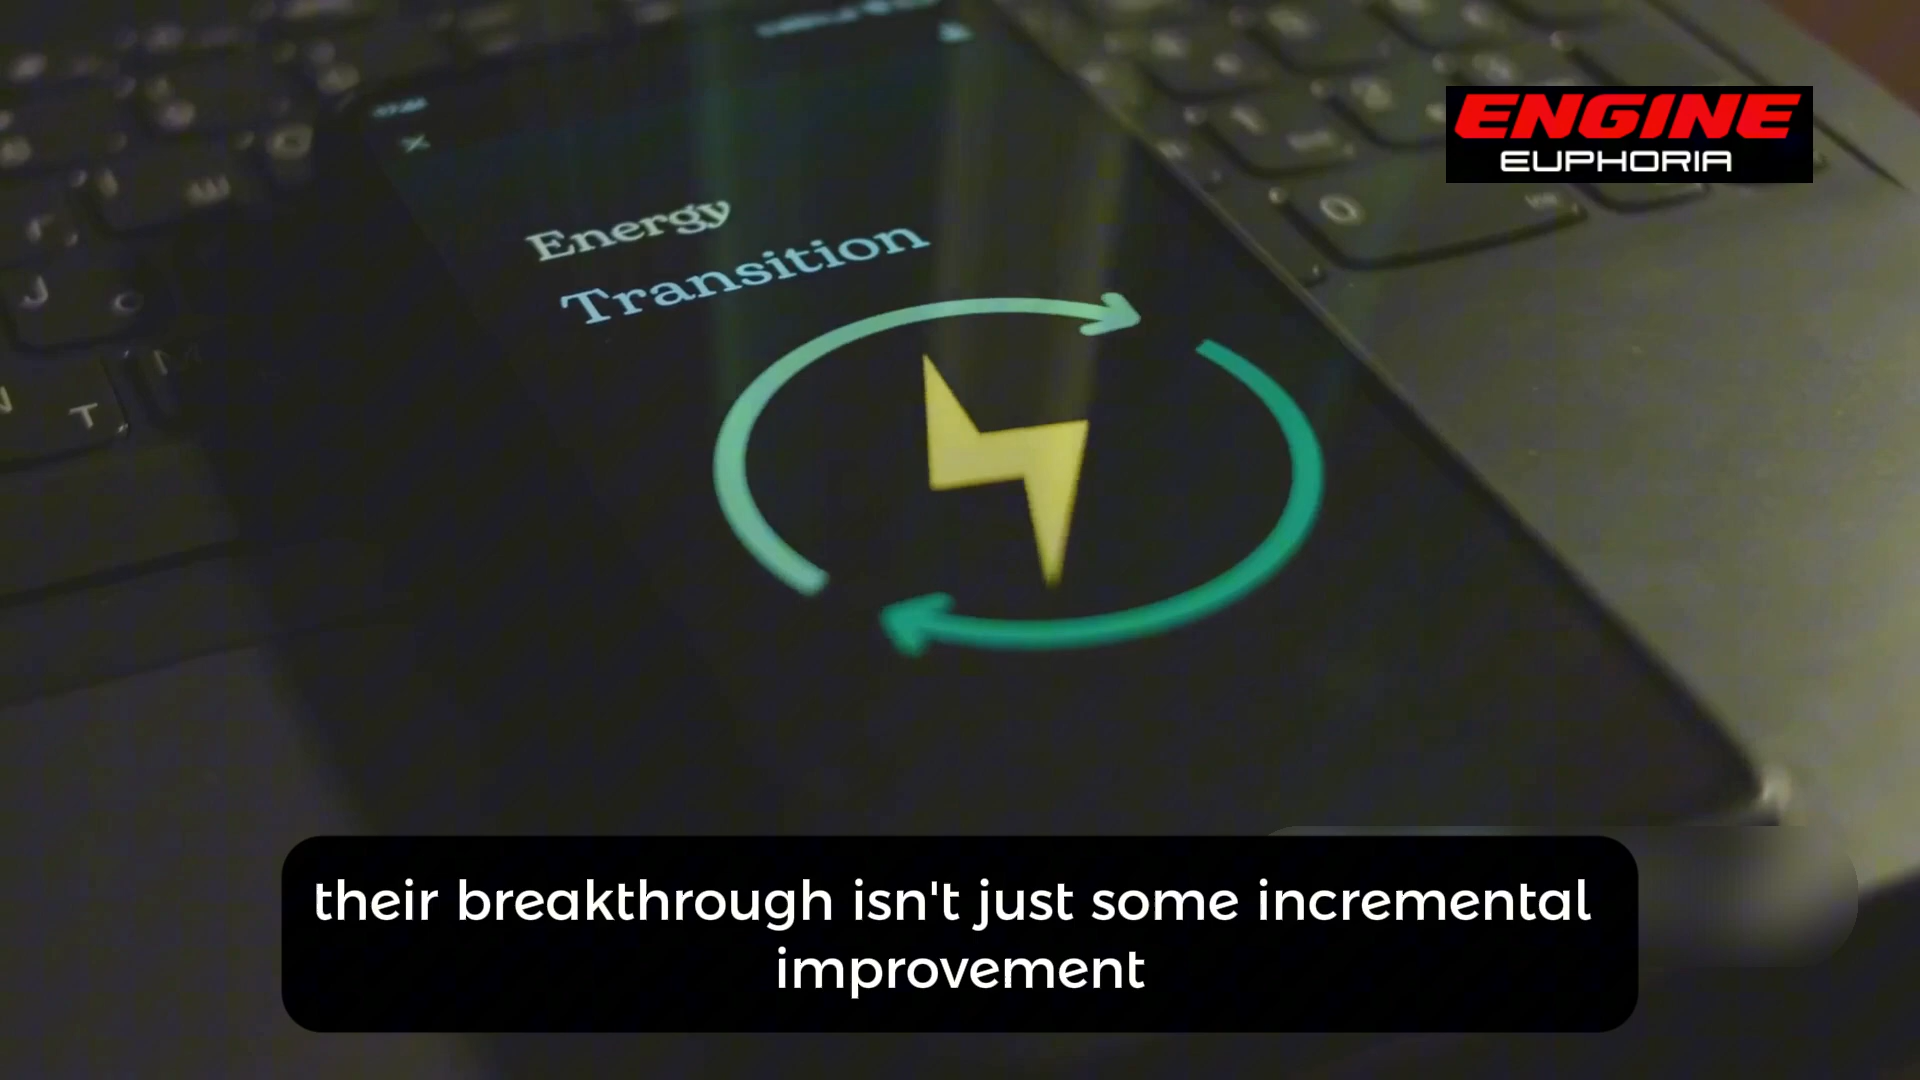 ENGINE
EUPHORIA
Energy
Transition
their breakthrough isn't just some incremental
improvement